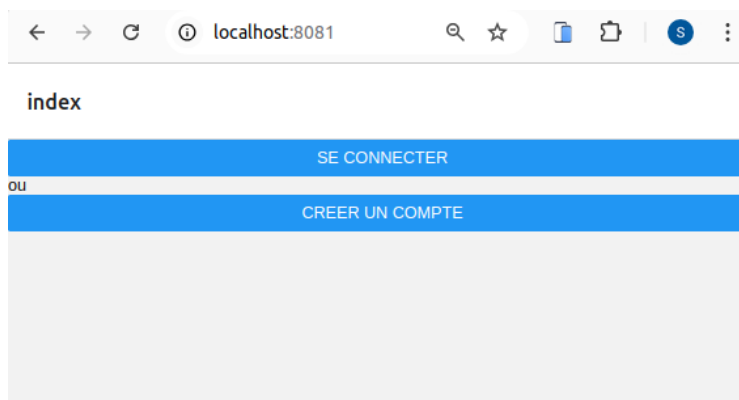 localhost:8081
S
index
SE CONNECTER
ou
CREER UN COMPTE